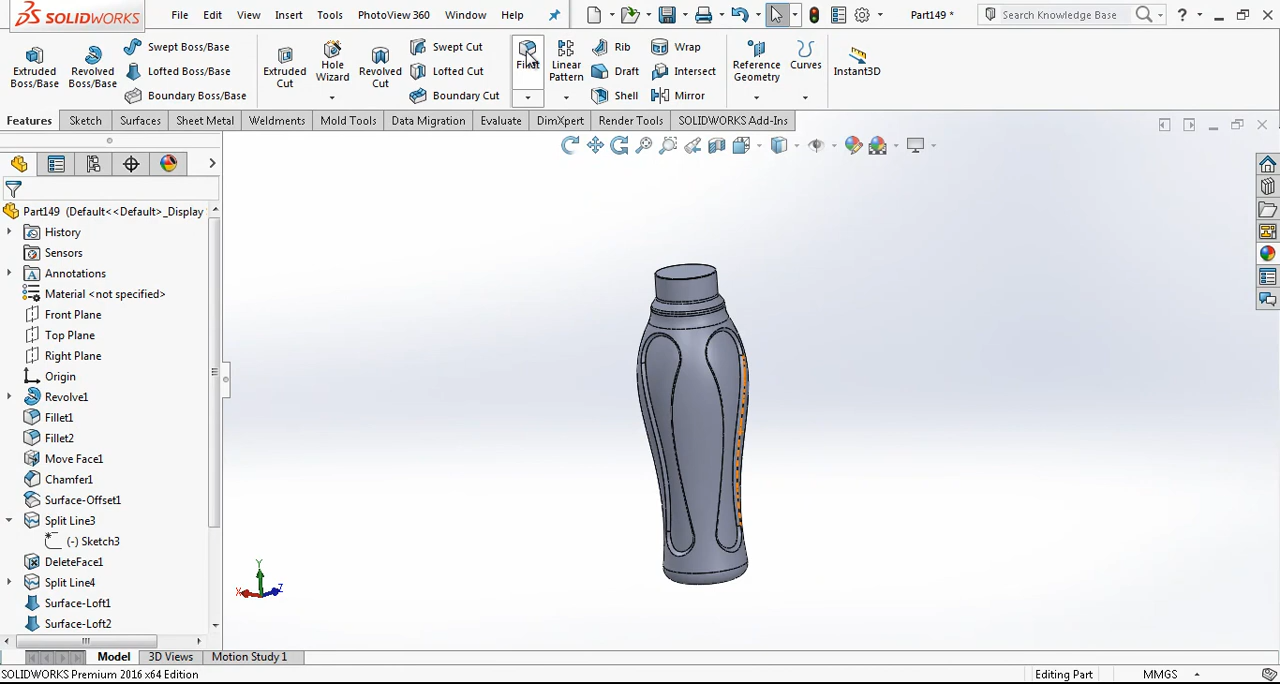 SOLIDWORKS File Edit View Insert Tools PhotoView 360 Window Help Part149 * Search Knowledge Base ?
Extruded Boss/Base
Revolved Boss/Base
Swept Boss/Base
Lofted Boss/Base
Boundary Boss/Base
Extruded Cut
Hole Wizard
Revolved Cut
Swept Cut
Lofted Cut
Boundary Cut
Fillet
Linear Pattern
Rib
Draft
Shell
Wrap
Intersect
Mirror
Reference Geometry
Curves
Instant3D
Features Sketch Surfaces Sheet Metal Weldments Mold Tools Data Migration Evaluate DimXpert Render Tools SOLIDWORKS Add-Ins
Part149 (Default<<Default>_Display
History
Sensors
Annotations
Material <not specified>
Front Plane
Top Plane
Right Plane
Origin
Revolve1
Fillet1
Fillet2
Move Face1
Chamfer1
Surface-Offset1
Split Line3
(-) Sketch3
DeleteFace1
Split Line4
Surface-Loft1
Surface-Loft2
Y
X
Z
Model 3D Views Motion Study 1
SOLIDWORKS Premium 2016 x64 Edition Editing Part MMGS